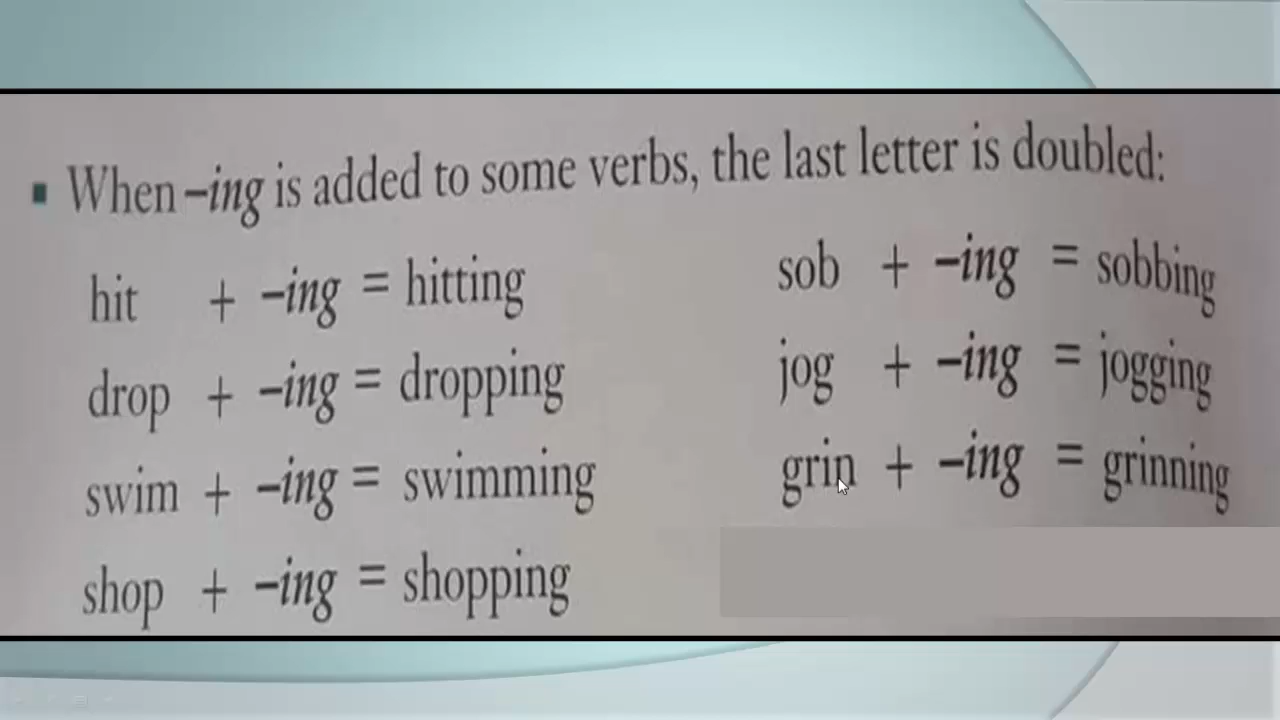 ▪ When –ing is added to some verbs, the last letter is doubled:
hit + –ing = hitting
drop + –ing = dropping
swim + –ing = swimming
shop + –ing = shopping
sob + –ing = sobbing
jog + –ing = jogging
grin + –ing = grinning